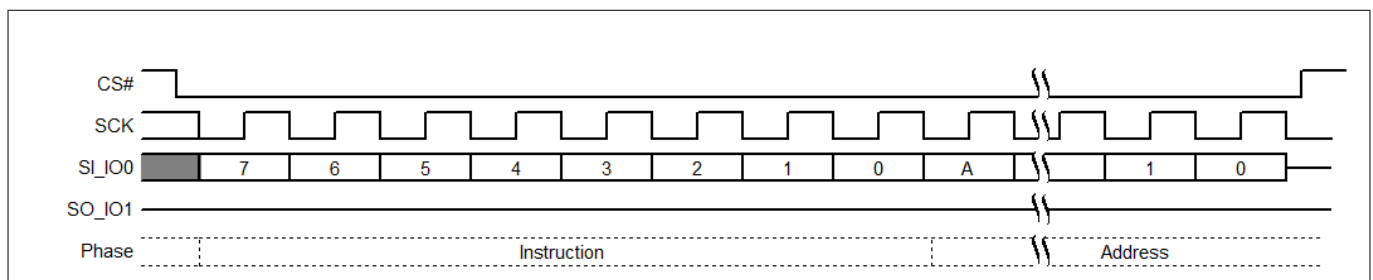 CS#
SCK
SI_IO0 7 6 5 4 3 2 1 0 A 1 0
SO_IO1
Phase Instruction Address